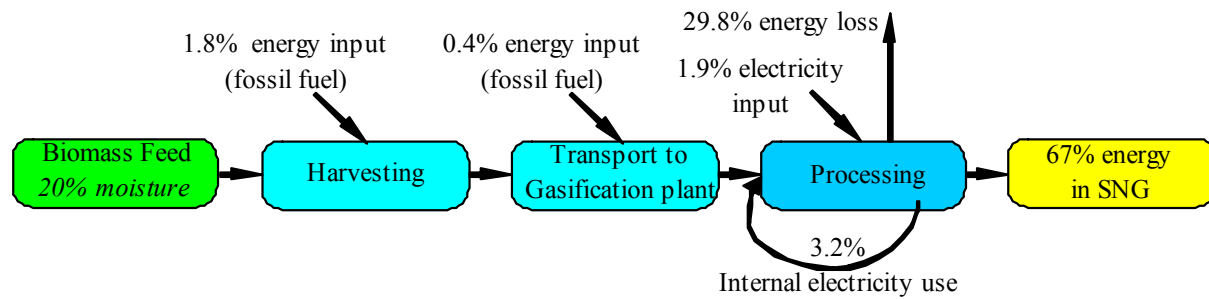 1.8% energy input
(fossil fuel)
0.4% energy input
(fossil fuel)
29.8% energy loss
1.9% electricity
input
Biomass Feed
20% moisture
Harvesting
Transport to
Gasification plant
Processing
67% energy
in SNG
3.2%
Internal electricity use